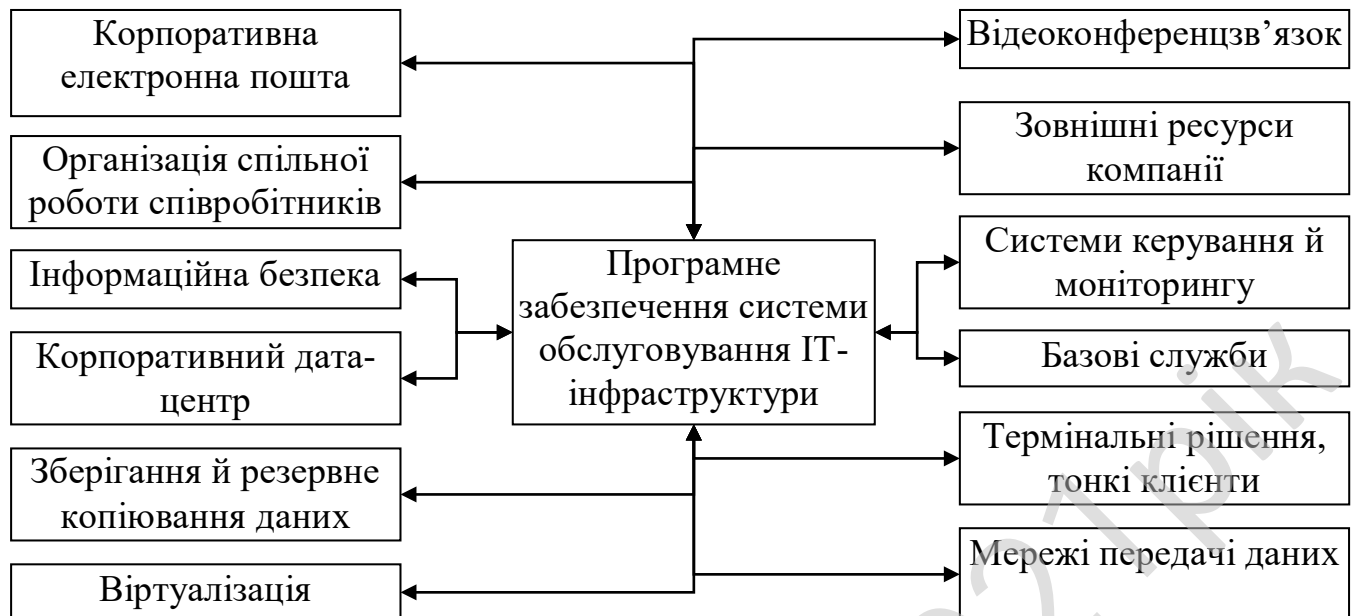 Корпоративна
електронна пошта
Організація спільної
роботи співробітників
Інформаційна безпека
Корпоративний дата-
центр
Зберігання й резервне
копіювання даних
Віртуалізація
Програмне
забезпечення системи
обслуговування ІТ-
інфраструктури
Відеоконференцзв’язок
Зовнішні ресурси
компанії
Системи керування й
моніторингу
Базові служби
Термінальні рішення,
тонкі клієнти
Мережі передачі даних
21рік